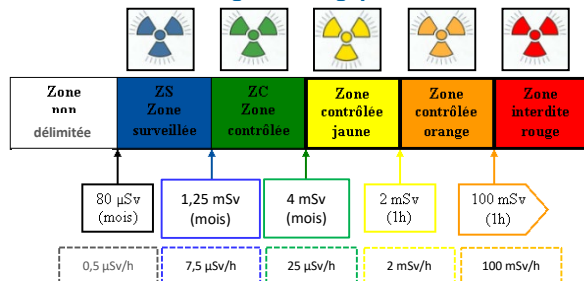 Zone
non
délimitée
ZS
Zone
surveillée
ZC
Zone
contrôlée
Zone
contrôlée
jaune
Zone
contrôlée
orange
Zone
interdite
rouge
80 µSv
(mois)
1,25 mSv
(mois)
4 mSv
(mois)
2 mSv
(1h)
100 mSv
(1h)
0,5 µSv/h
7,5 µSv/h
25 µSv/h
2 mSv/h
100 mSv/h